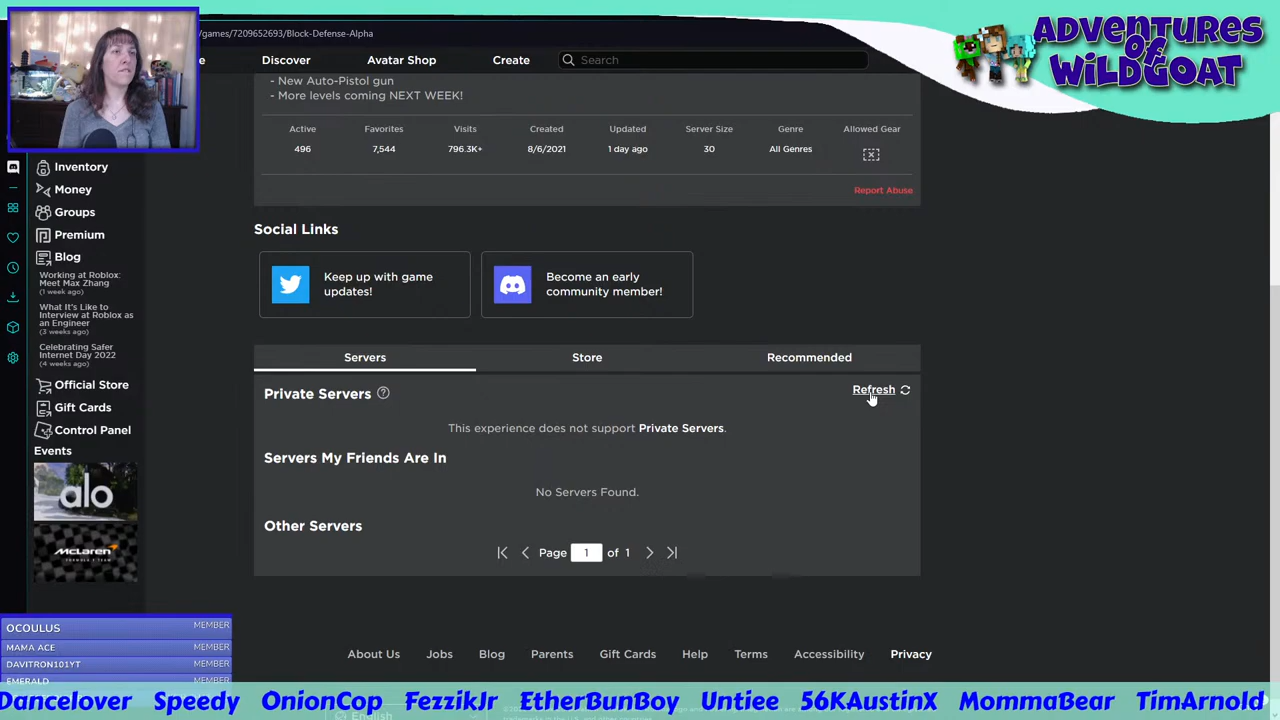 /games/7209652693/Block-Defense-Alpha
ADVENTURES
OF
WILDGOAT
Discover
Avatar Shop
Create
Search
- New Auto-Pistol gun
- More levels coming NEXT WEEK!
Active
Favorites
Visits
Created
Updated
Server Size
Genre
Allowed Gear
496
7,544
796.3K+
8/6/2021
1 day ago
30
All Genres
Report Abuse
Inventory
Money
Groups
Premium
Blog
Working at Roblox:
Meet Max Zhang
(1 week ago)
What It's Like to
Interview at Roblox as
an Engineer
(3 weeks ago)
Celebrating Safer
Internet Day 2022
(4 weeks ago)
Official Store
Gift Cards
Control Panel
Events
alo
McLaren
Social Links
Keep up with game
updates!
Become an early
community member!
Servers
Store
Recommended
Private Servers
Refresh
This experience does not support Private Servers.
Servers My Friends Are In
No Servers Found.
Other Servers
Page 1 of 1
About Us
Jobs
Blog
Parents
Gift Cards
Help
Terms
Accessibility
Privacy
OCOULUS MEMBER
MAMA ACE MEMBER
DAVITRON101YT MEMBER
EMERALD MEMBER
Dancelover Speedy OnionCop FezzikJr EtherBunBoy Untiee 56KAustinX MommaBear TimArnold
English